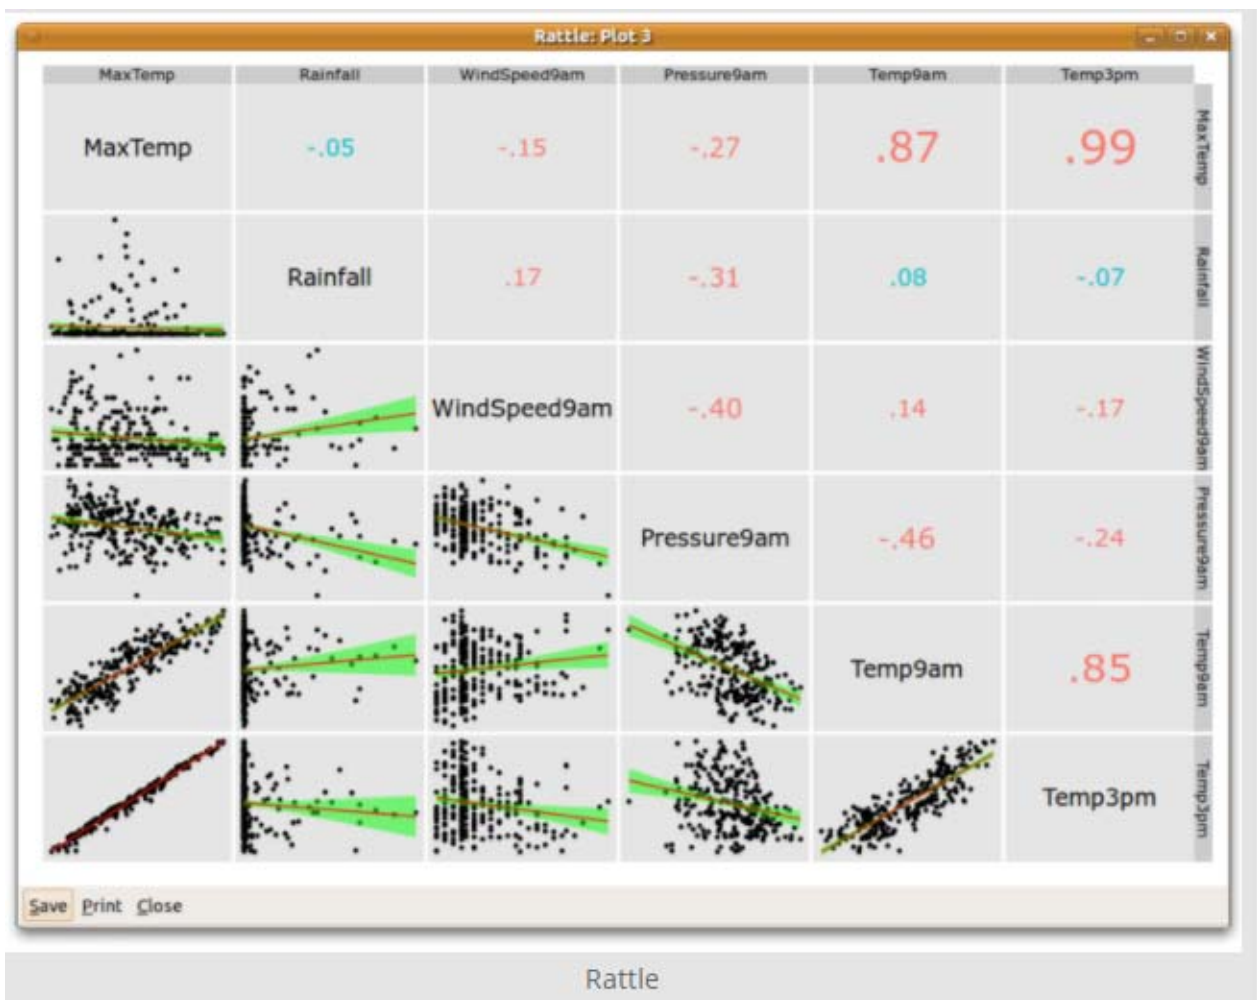 Rattle: Plot 3
MaxTemp Rainfall WindSpeed9am Pressure9am Temp9am Temp3pm
MaxTemp -.05 -.15 -.27 .87 .99 MaxTemp
Rainfall .17 -.31 .08 -.07 Rainfall
WindSpeed9am -.40 .14 -.17 WindSpeed9am
Pressure9am -.46 -.24 Pressure9am
Temp9am .85 Temp9am
Temp3pm Temp3pm
Save Print Close
Rattle